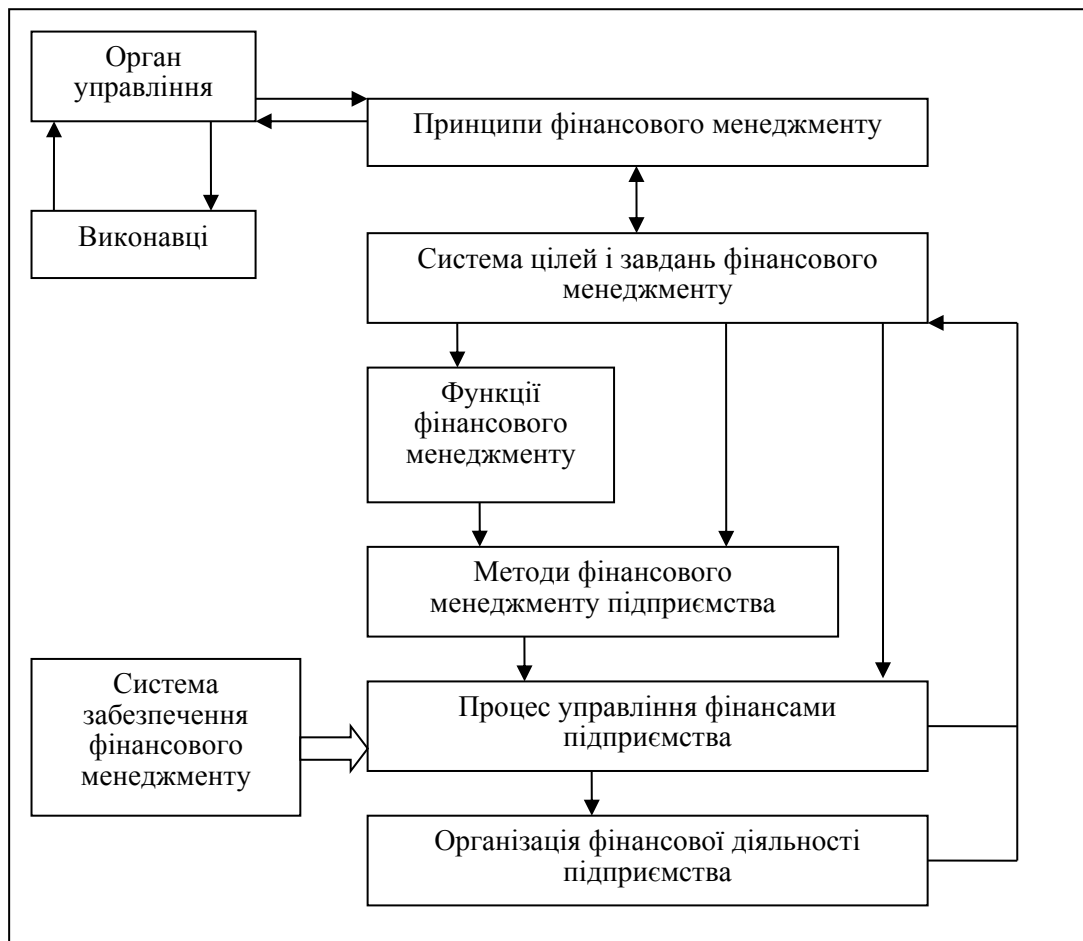 Орган
управління
Принципи фінансового менеджменту
Виконавці
Система цілей і завдань фінансового
менеджменту
Функції
фінансового
менеджменту
Методи фінансового
менеджменту підприємства
Система
забезпечення
фінансового
менеджменту
Процес управління фінансами
підприємства
Організація фінансової діяльності
підприємства